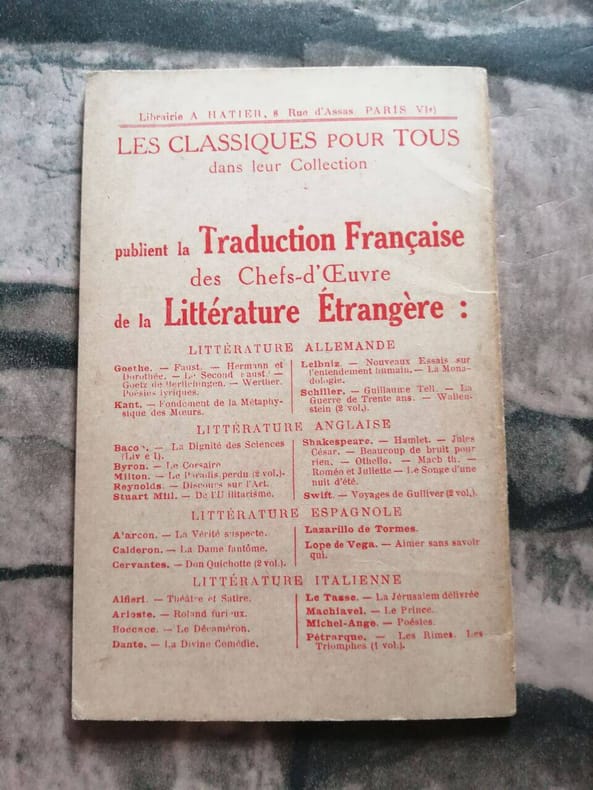 Librairie A HATIER, 8 Rue d'Assas, PARIS VIe)
LES CLASSIQUES POUR TOUS
dans leur Collection
publient la Traduction Française
des Chefs-d'Œuvre
de la Littérature Étrangère :
LITTÉRATURE ALLEMANDE
Goethe. — Faust. — Hermann et
Dorothée. — Le Second Faust. —
Goetz de Berlichingen. — Werther.
Poésies lyriques.
Kant. — Fondement de la Métaphy-
sique des Mœurs.
Leibniz. — Nouveaux Essais sur
l'entendement humain. — La Mona-
dologie.
Schiller. — Guillaume Tell. — La
Guerre de Trente ans. — Wallen-
stein (2 vol.).
LITTÉRATURE ANGLAISE
Baco . — La Dignité des Sciences
(Liv e I).
Byron. — Le Corsaire
Milton. — Le Paradis perdu (2 vol.).
Reynolds. — Discours sur l'Art.
Stuart Mill. — De l'U ilitarisme.
Shakespeare. — Hamlet. — Jules
César. — Beaucoup de bruit pour
rien. — Othello. — Macb th. —
Roméo et Juliette — Le Songe d'une
nuit d'été.
Swift. — Voyages de Gulliver (2 vol.).
LITTÉRATURE ESPAGNOLE
A'arcon. — La Vérité suspecte.
Calderon. — La Dame fantôme.
Cervantes. — Don Quichotte (2 vol.).
Lazarillo de Tormes.
Lope de Vega. — Aimer sans savoir
qui.
LITTÉRATURE ITALIENNE
Alfieri. — Théâtre et Satire.
Arioste. — Roland furieux.
Boccace. — Le Décaméron.
Dante. — La Divine Comédie.
Le Tasse. — La Jérusalem délivrée
Machiavel. — Le Prince.
Michel-Ange. — Poésies.
Pétrarque. — Les Rimes. Les
Triomphes (1 vol.).